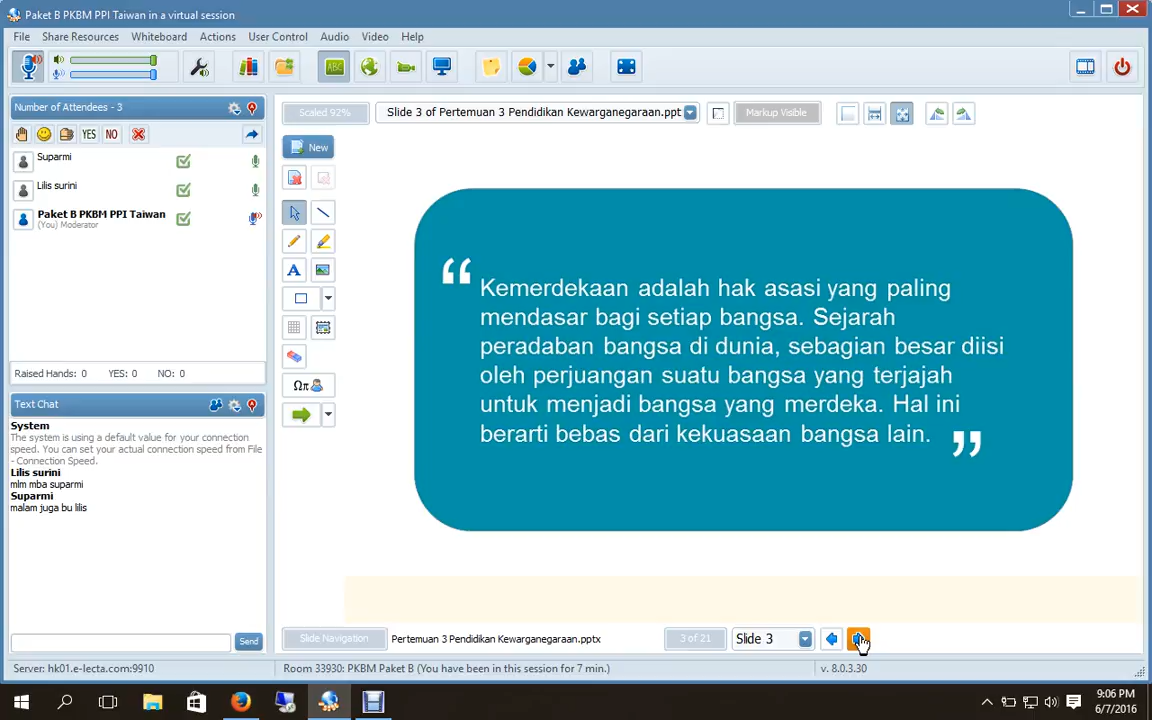 Paket B PKBM PPI Taiwan in a virtual session
File Share Resources Whiteboard Actions User Control Audio Video Help
ABC
Number of Attendees - 3
YES NO
Suparmi
Lilis surini
Paket B PKBM PPI Taiwan
(You) Moderator
Raised Hands: 0 YES: 0 NO: 0
Text Chat
System
The system is using a default value for your connection
speed. You can set your actual connection speed from File
- Connection Speed.
Lilis surini
mlm mba suparmi
Suparmi
malam juga bu lilis
Send
Scaled 92% Slide 3 of Pertemuan 3 Pendidikan Kewarganegaraan.ppt Markup Visible
New
A
Ωπ
“Kemerdekaan adalah hak asasi yang paling
mendasar bagi setiap bangsa. Sejarah
peradaban bangsa di dunia, sebagian besar diisi
oleh perjuangan suatu bangsa yang terjajah
untuk menjadi bangsa yang merdeka. Hal ini
berarti bebas dari kekuasaan bangsa lain.”
Slide Navigation Pertemuan 3 Pendidikan Kewarganegaraan.pptx 3 of 21 Slide 3
Server: hk01.e-lecta.com:9910 Room 33930: PKBM Paket B (You have been in this session for 7 min.) v. 8.0.3.30
9:06 PM
6/7/2016